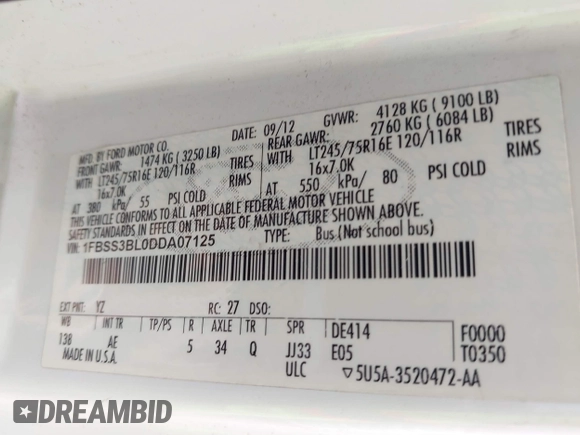 MFD. BY FORD MOTOR CO.
DATE: 09/12 GVWR: 4128 KG ( 9100 LB)
FRONT GAWR: 1474 KG ( 3250 LB) REAR GAWR: 2760 KG ( 6084 LB)
WITH LT245/75R16E 120/116R TIRES WITH LT245/75R16E 120/116R TIRES
16x7.0K RIMS 16x7.0K RIMS
AT 380 kPa/ 55 PSI COLD AT 550 kPa/ 80 PSI COLD
THIS VEHICLE CONFORMS TO ALL APPLICABLE FEDERAL MOTOR VEHICLE
SAFETY STANDARDS IN EFFECT ON THE DATE OF MANUFACTURE SHOWN ABOVE.
VIN: 1FBSS3BL0DDA07125 TYPE: Bus (Not school bus)
EXT PNT: YZ RC: 27 DSO:
WB INT TR TP/PS R AXLE TR SPR DE414 F0000
138 AE 5 34 Q JJ33 E05 T0350
MADE IN U.S.A. ULC ▽5U5A-3520472-AA
DREAMBID